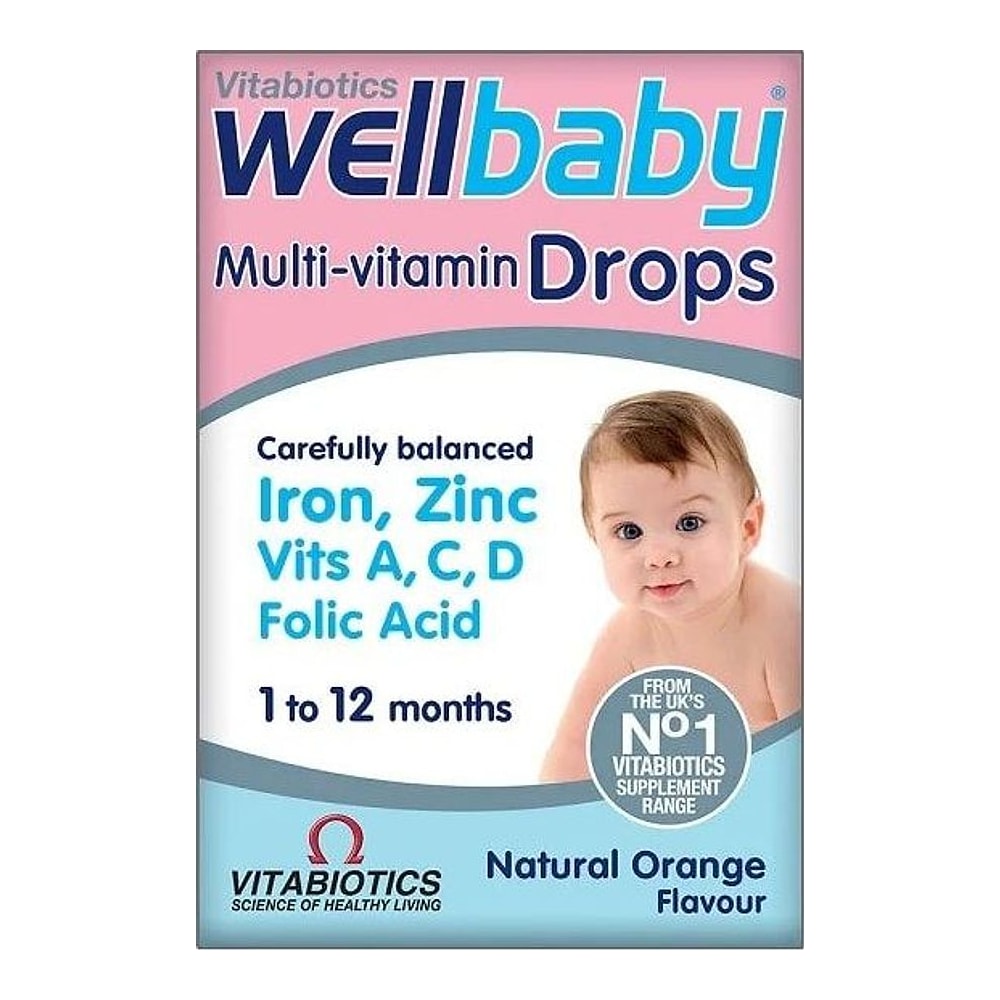 Vitabiotics
wellbaby®
Multi-vitamin Drops
Carefully balanced
Iron, Zinc
Vits A, C, D
Folic Acid
1 to 12 months
FROM
THE UK'S
Nº1
VITABIOTICS
SUPPLEMENT
RANGE
VITABIOTICS
SCIENCE OF HEALTHY LIVING
Natural Orange
Flavour